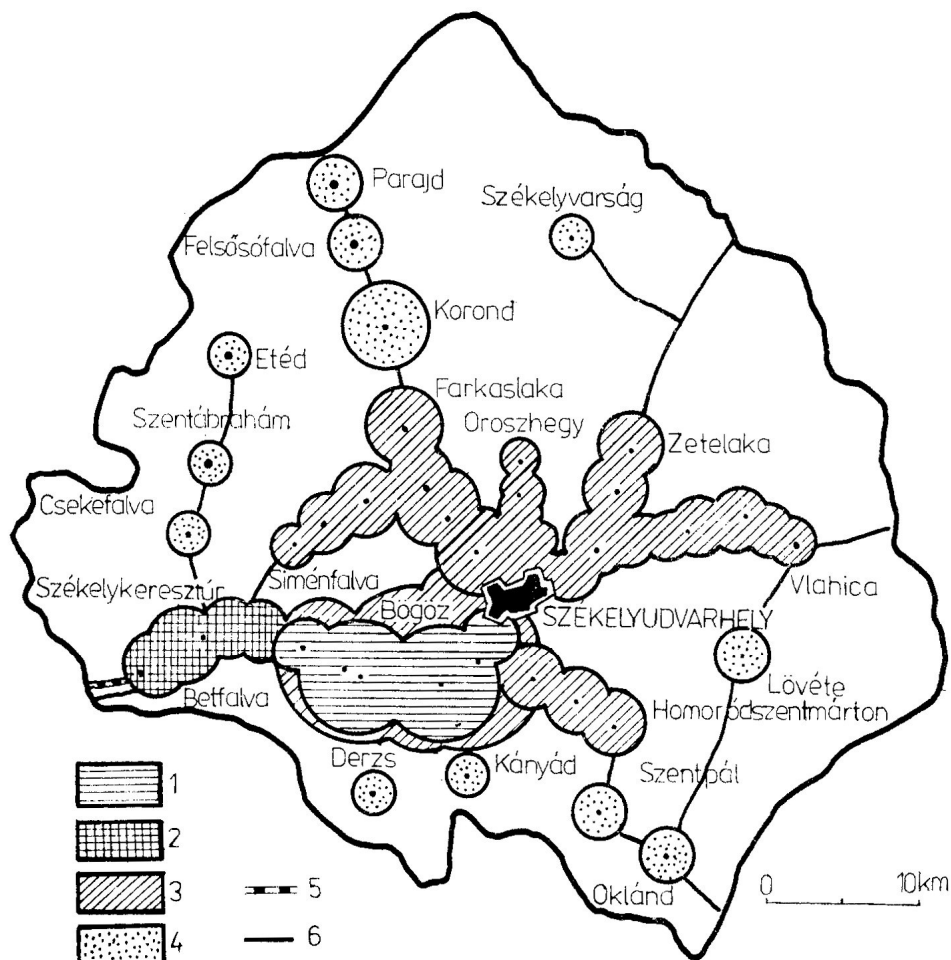 Parajd
Székelyvarság
Felsősófalva
Korond
Etéd
Farkaslaka
Szentábrahám
Oroszhegy
Zetelaka
Csekefalva
Siménfalva
Vlahica
Székelykeresztúr
Bögöz
SZÉKELYUDVARHELY
Lövéte
Betfalva
Homoródszentmárton
Derzs
Kányád
Szentpál
Oklánd
1
2
3
4
5
6
0 10km